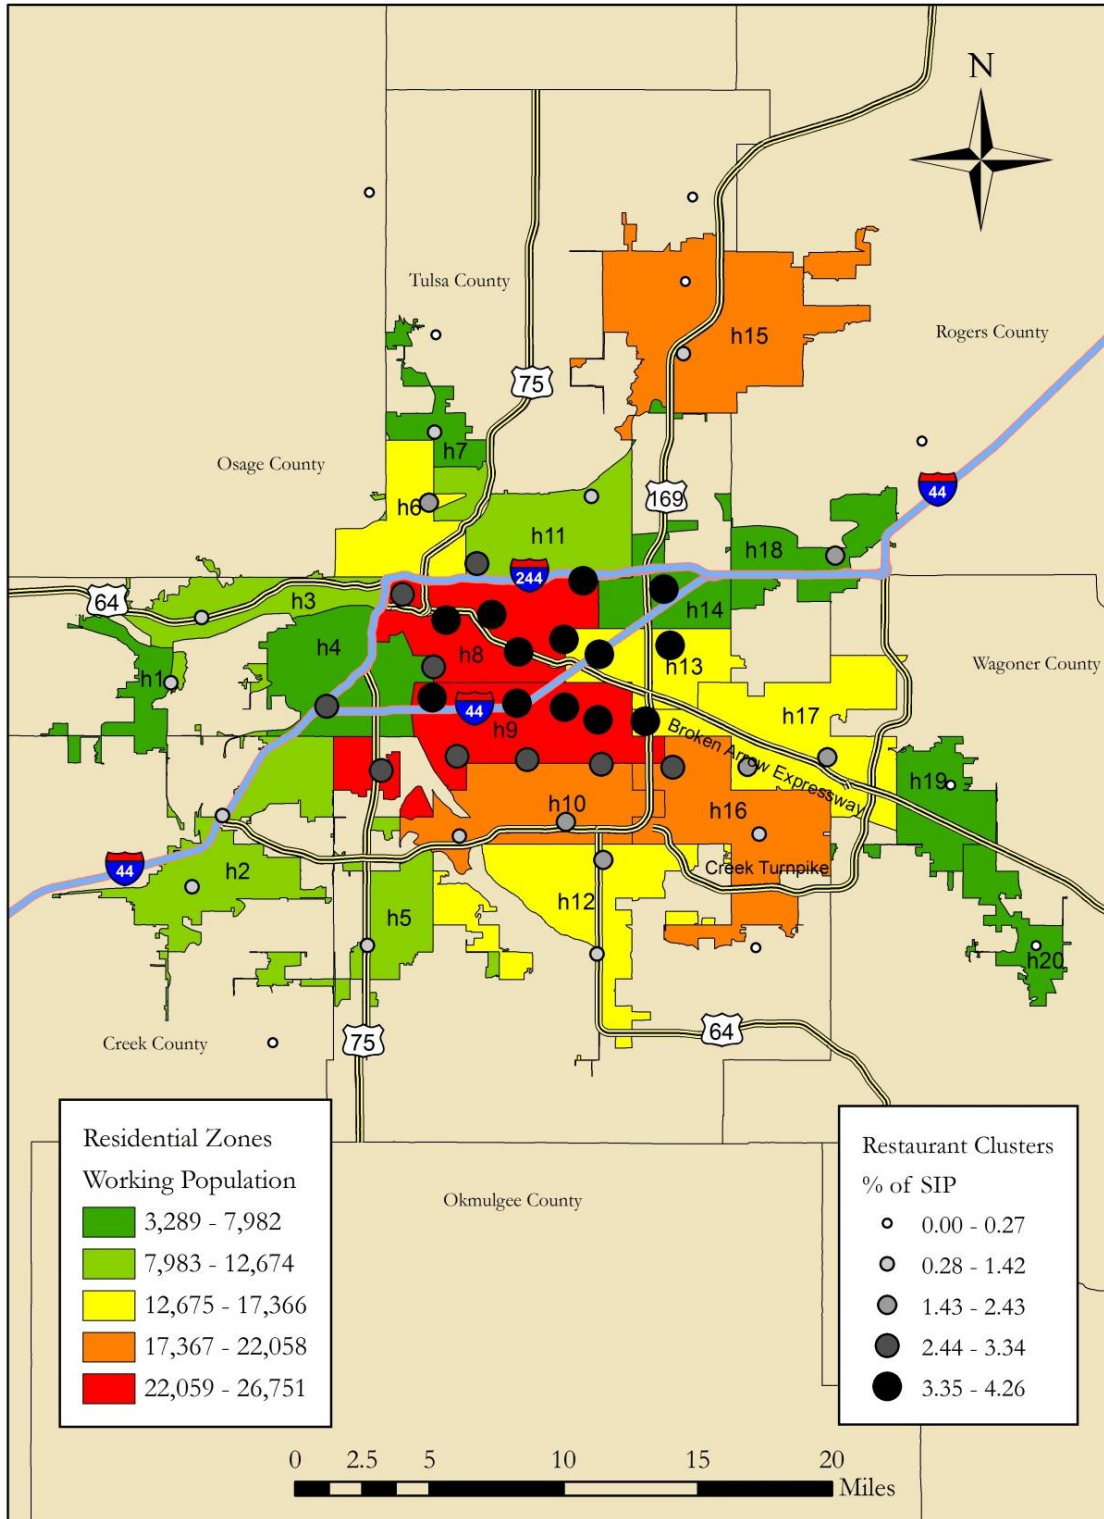 N
Tulsa County
Rogers County
h15
75
h7
Osage County
44
169
h6
h11
h18
244
64
h3
h14
h4
h8
h13
Wagoner County
h1
44
h9
h17
Broken Arrow Expressway
h19
h10
h16
44
h2
Creek Turnpike
h12
h5
h20
Creek County
75
64
Residential Zones
Working Population
3,289 - 7,982
7,983 - 12,674
12,675 - 17,366
17,367 - 22,058
22,059 - 26,751
Restaurant Clusters
% of SIP
0.00 - 0.27
0.28 - 1.42
1.43 - 2.43
2.44 - 3.34
3.35 - 4.26
Okmulgee County
0 2.5 5 10 15 20
Miles